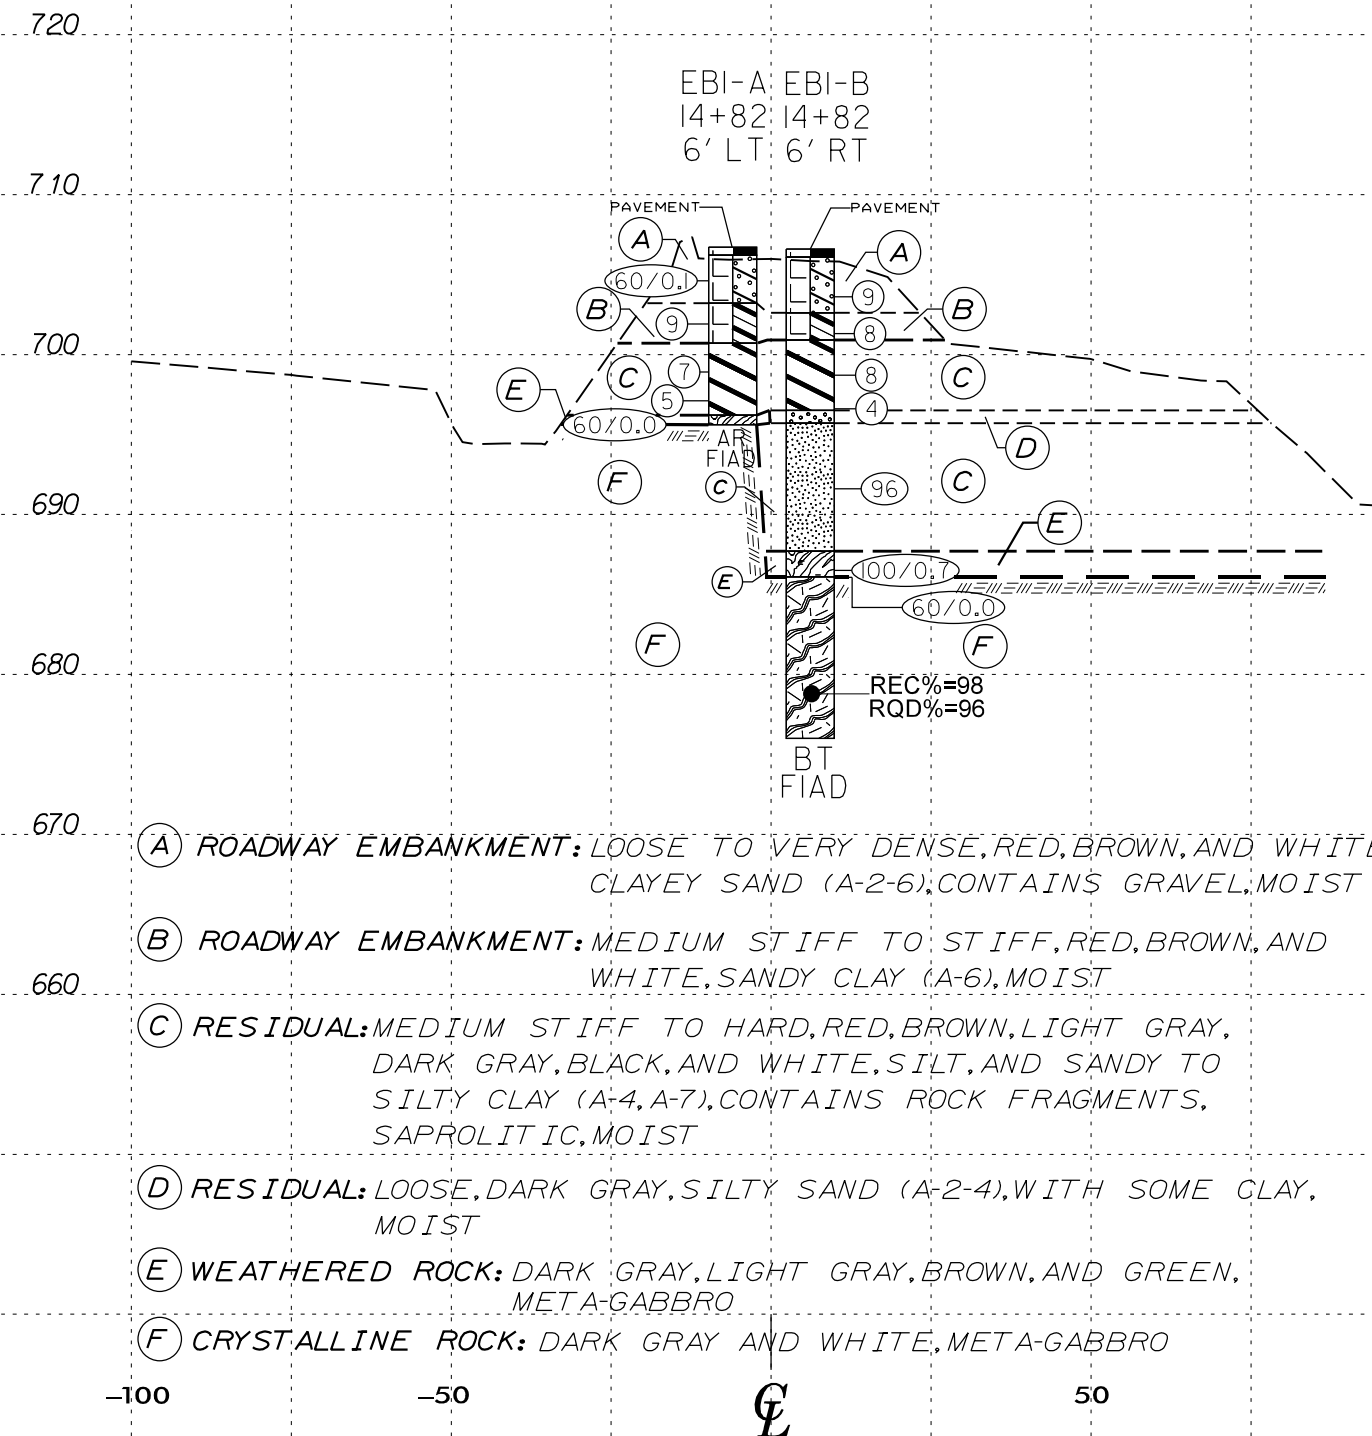 720
EB1-A EB1-B
14+82 14+82
6' LT 6' RT
710
PAVEMENT PAVEMENT
A A
60/0.1
B 9 B
9 8
700
C 7 8 C
E 5 4
60/0.0
AR
FIAD
D
F C 96 C
690
E
E 100/0.7
60/0.0
F F
680
REC%=98
RQD%=96
BT
FIAD
670
A ROADWAY EMBANKMENT: LOOSE TO VERY DENSE, RED, BROWN, AND WHITE
CLAYEY SAND (A-2-6), CONTAINS GRAVEL, MOIST
B ROADWAY EMBANKMENT: MEDIUM STIFF TO STIFF, RED, BROWN, AND
WHITE, SANDY CLAY (A-6), MOIST
660
C RESIDUAL: MEDIUM STIFF TO HARD, RED, BROWN, LIGHT GRAY,
DARK GRAY, BLACK, AND WHITE, SILT, AND SANDY TO
SILTY CLAY (A-4, A-7), CONTAINS ROCK FRAGMENTS,
SAPROLITIC, MOIST
D RESIDUAL: LOOSE, DARK GRAY, SILTY SAND (A-2-4), WITH SOME CLAY,
MOIST
E WEATHERED ROCK: DARK GRAY, LIGHT GRAY, BROWN, AND GREEN,
META-GABBRO
F CRYSTALLINE ROCK: DARK GRAY AND WHITE, META-GABBRO
-100 -50 ℄ 50